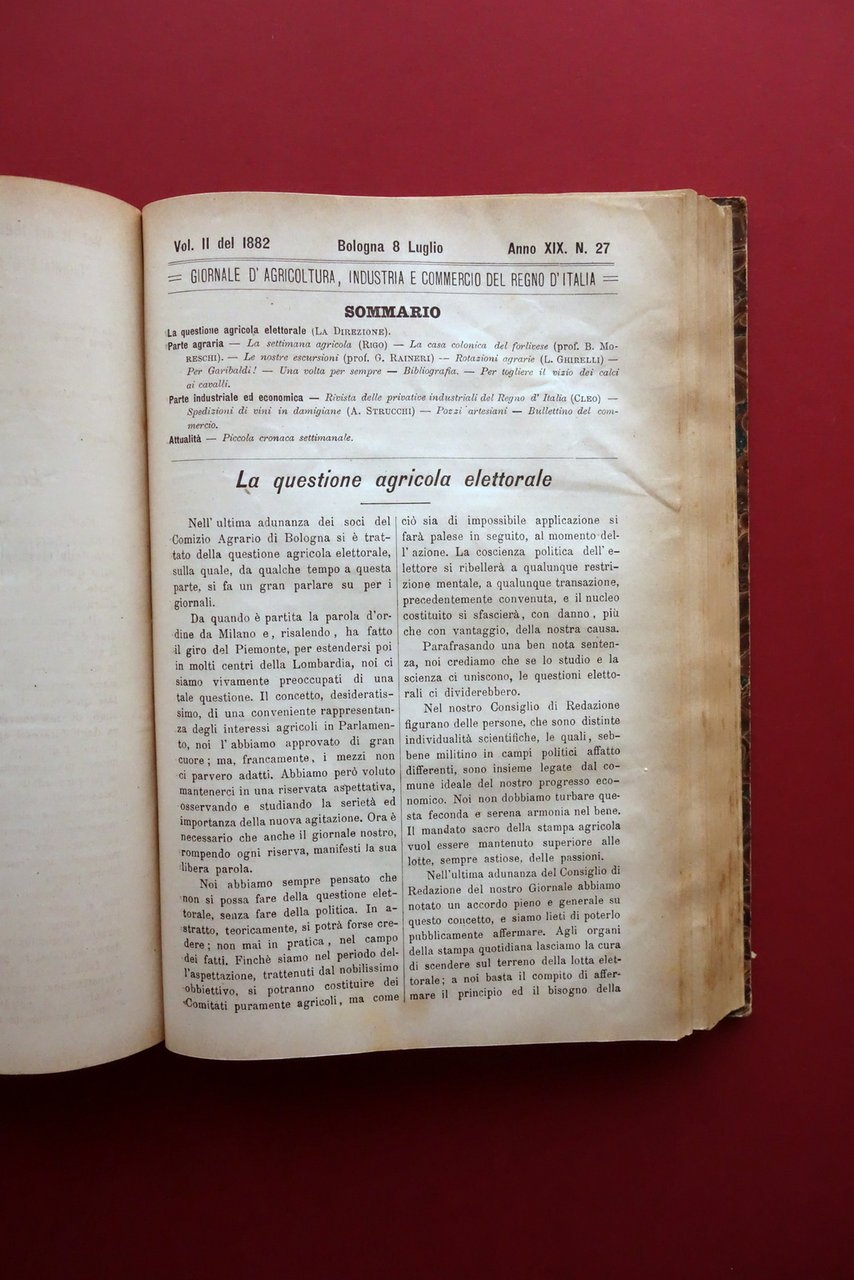 Vol. II del 1882 Bologna 8 Luglio Anno XIX. N. 27
GIORNALE D' AGRICOLTURA, INDUSTRIA E COMMERCIO DEL REGNO D' ITALIA
SOMMARIO
La questione agricola elettorale (LA DIREZIONE).
Parte agraria — La settimana agricola (RIGO) — La casa colonica del forlivese (prof. B. MO-
RESCHI). — Le nostre escursioni (prof. G. RAINERI) -- Rotazioni agrarie (L. GHIRELLI) —
Per Garibaldi! — Una volta per sempre — Bibliografia. — Per togliere il vizio dei calci
ai cavalli.
Parte industriale ed economica — Rivista delle privative industriali del Regno d' Italia (CLEO) —
Spedizioni di vini in damigiane (A. STRUCCHI) — Pozzi artesiani — Bullettino del com-
mercio.
Attualità — Piccola cronaca settimanale.
La questione agricola elettorale
Nell' ultima adunanza dei soci del
Comizio Agrario di Bologna si è trat-
tato della questione agricola elettorale,
sulla quale, da qualche tempo a questa
parte, si fa un gran parlare su per i
giornali.
Da quando è partita la parola d'or-
dine da Milano e, risalendo, ha fatto
il giro del Piemonte, per estendersi poi
in molti centri della Lombardia, noi ci
siamo vivamente preoccupati di una
tale questione. Il concetto, desideratis-
simo, di una conveniente rappresentan-
za degli interessi agricoli in Parlamen-
to, noi l' abbiamo approvato di gran
cuore; ma, francamente, i mezzi non
ci parvero adatti. Abbiamo però voluto
mantenerci in una riservata aspettativa,
osservando e studiando la serietà ed
importanza della nuova agitazione. Ora è
necessario che anche il giornale nostro,
rompendo ogni riserva, manifesti la sua
libera parola.
Noi abbiamo sempre pensato che
non si possa fare della questione elet-
torale, senza fare della politica. In a-
stratto, teoricamente, si potrà forse cre-
dere; non mai in pratica, nel campo
dei fatti. Finchè siamo nel periodo del-
l'aspettazione, trattenuti dal nobilissimo
obbiettivo, si potranno costituire dei
Comitati puramente agricoli, ma come
ciò sia di impossibile applicazione si
farà palese in seguito, al momento del-
l' azione. La coscienza politica dell' e-
lettore si ribellerà a qualunque restri-
zione mentale, a qualunque transazione,
precedentemente convenuta, e il nucleo
costituito si sfascierà, con danno, più
che con vantaggio, della nostra causa.
Parafrasando una ben nota senten-
za, noi crediamo che se lo studio e la
scienza ci uniscono, le questioni eletto-
rali ci dividerebbero.
Nel nostro Consiglio di Redazione
figurano delle persone, che sono distinte
individualità scientifiche, le quali, seb-
bene militino in campi politici affatto
differenti, sono insieme legate dal co-
mune ideale del nostro progresso eco-
nomico. Noi non dobbiamo turbare que-
sta feconda e serena armonia nel bene.
Il mandato sacro della stampa agricola
vuol essere mantenuto superiore alle
lotte, sempre astiose, delle passioni.
Nell'ultima adunanza del Consiglio di
Redazione del nostro Giornale abbiamo
notato un accordo pieno e generale su
questo concetto, e siamo lieti di poterlo
pubblicamente affermare. Agli organi
della stampa quotidiana lasciamo la cura
di scendere sul terreno della lotta elet-
torale; a noi basta il compito di affer-
mare il principio ed il bisogno della